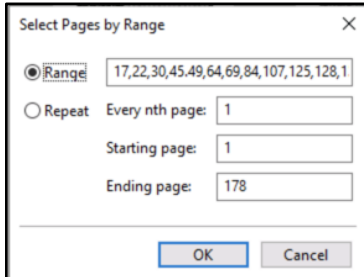 Select Pages by Range
Range 17,22,30,45.49,64,69,84,107,125,128,1
Repeat Every nth page: 1
Starting page: 1
Ending page: 178
OK Cancel